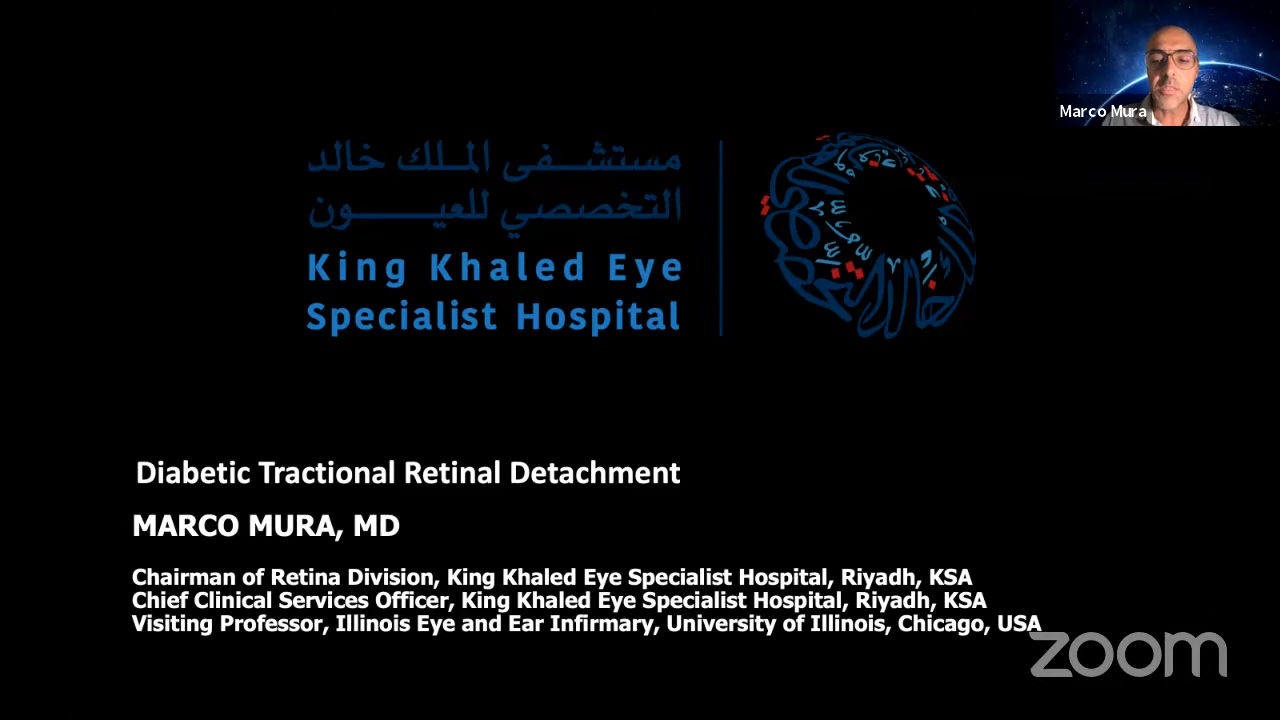 Marco Mura
مستشفى الملك خالد
التخصصي للعيون
King Khaled Eye
Specialist Hospital
Diabetic Tractional Retinal Detachment
MARCO MURA, MD
Chairman of Retina Division, King Khaled Eye Specialist Hospital, Riyadh, KSA
Chief Clinical Services Officer, King Khaled Eye Specialist Hospital, Riyadh, KSA
Visiting Professor, Illinois Eye and Ear Infirmary, University of Illinois, Chicago, USA
zoom